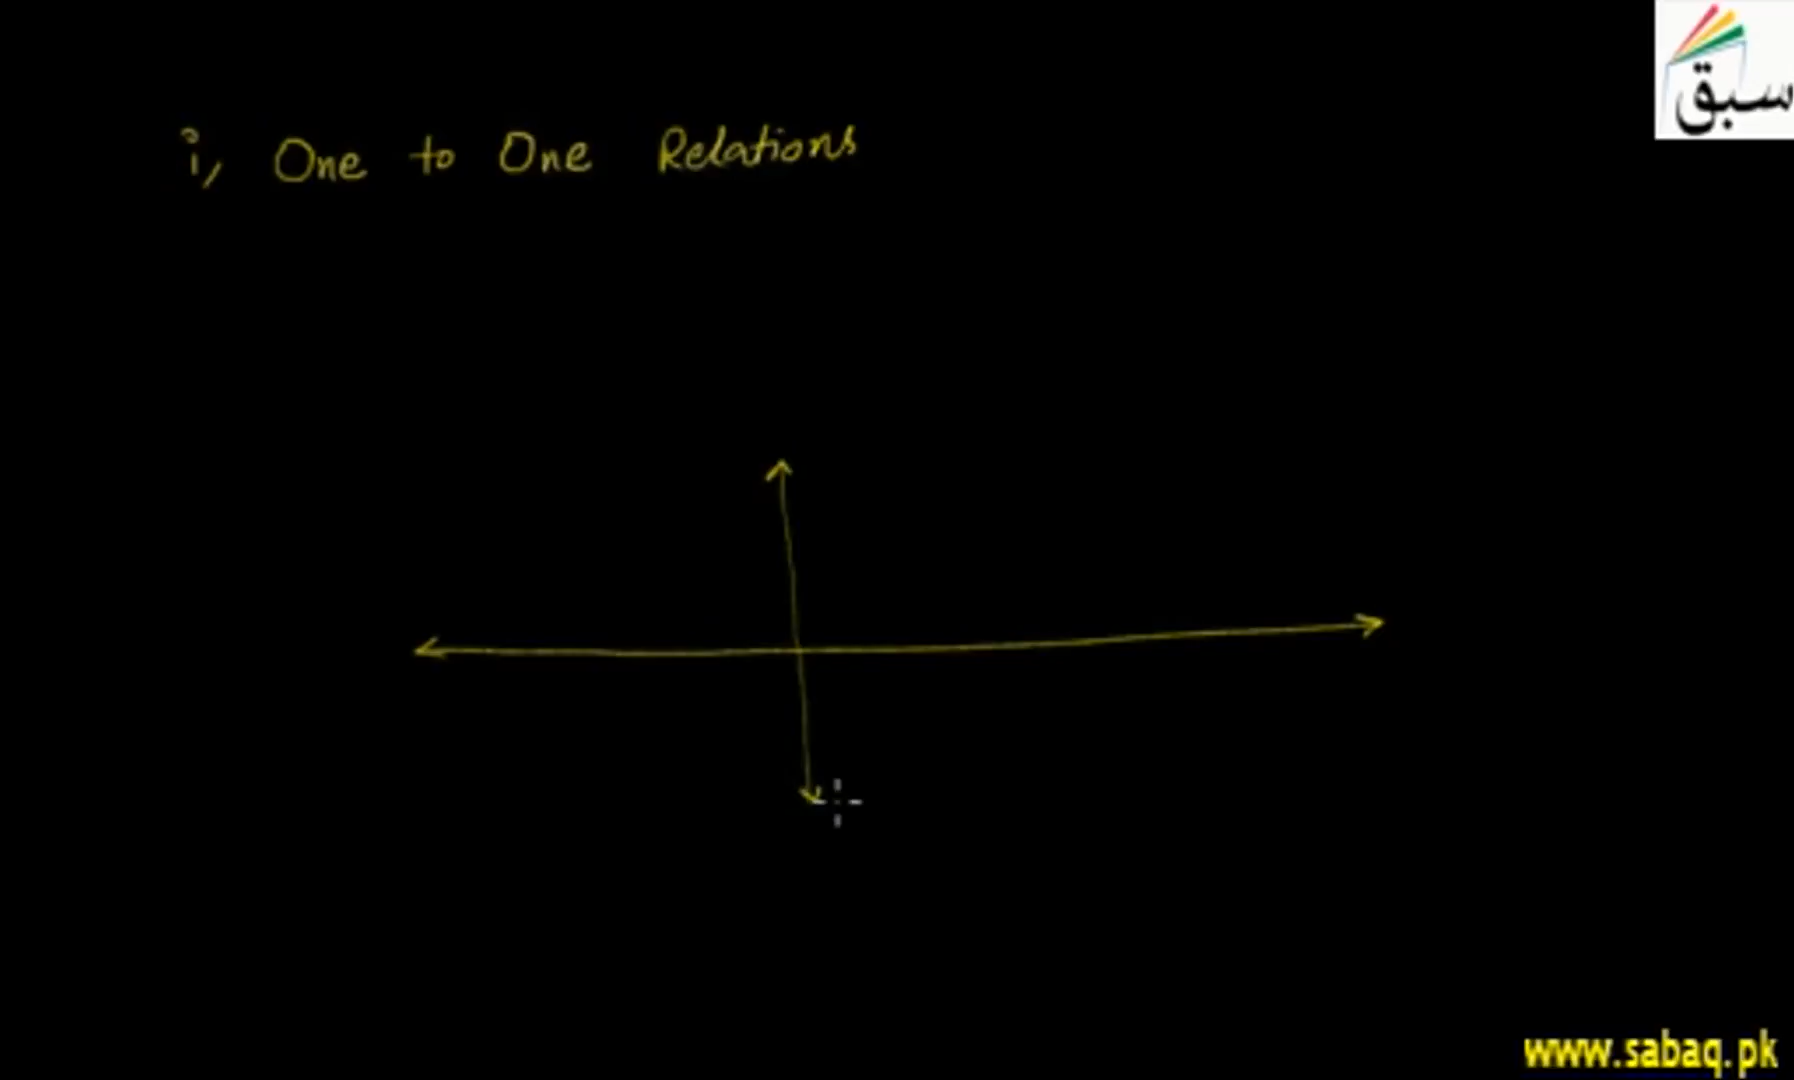 سبق
i, One to One Relations
www.sabaq.pk